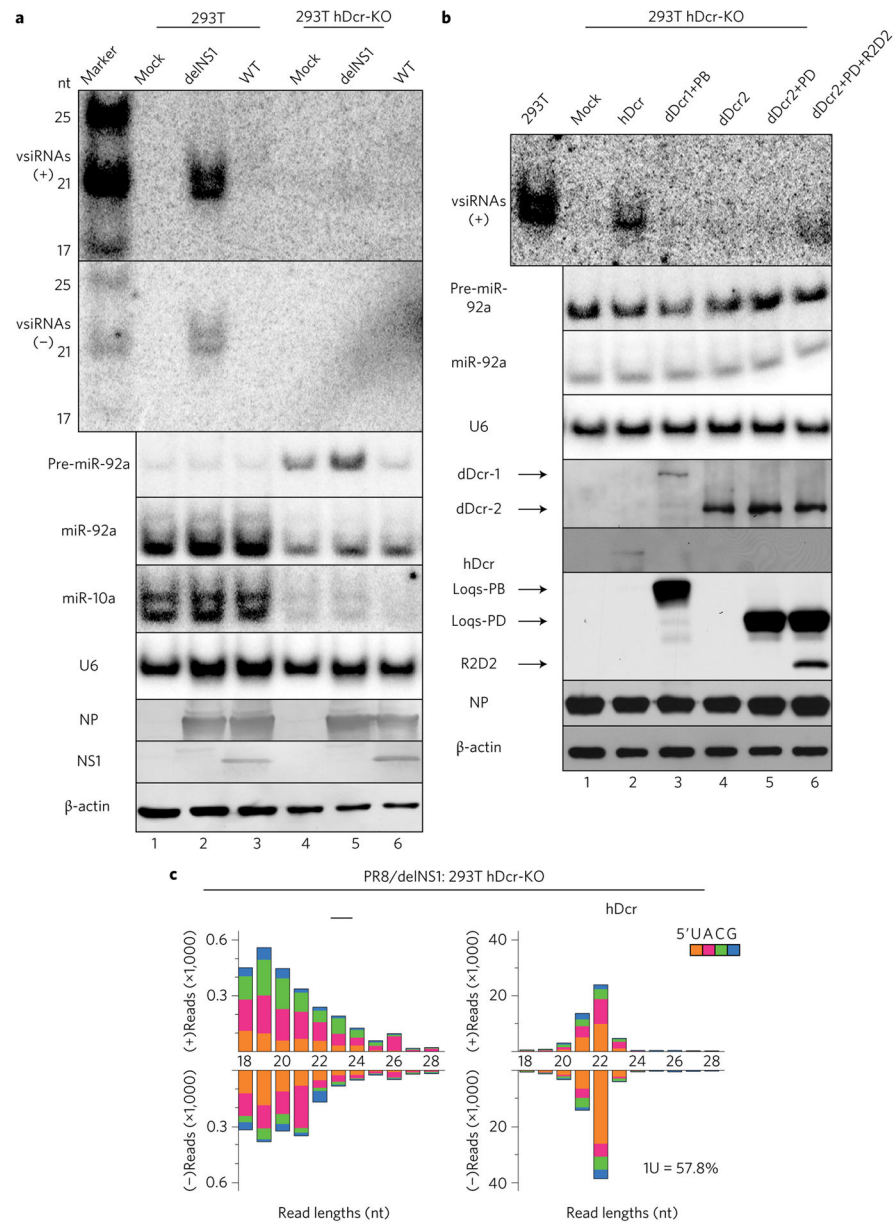 a
293T
293T hDcr-KO
nt
Marker
Mock
delNS1
WT
Mock
delNS1
WT
25
vsiRNAs
(+)
21
17
25
vsiRNAs
(−)
21
17
Pre-miR-92a
miR-92a
miR-10a
U6
NP
NS1
β-actin
1 2 3 4 5 6
b
293T hDcr-KO
293T
Mock
hDcr
dDcr1+PB
dDcr2
dDcr2+PD
dDcr2+PD+R2D2
vsiRNAs
(+)
Pre-miR-
92a
miR-92a
U6
dDcr-1
dDcr-2
hDcr
Loqs-PB
Loqs-PD
R2D2
NP
β-actin
1 2 3 4 5 6
c
PR8/delNS1: 293T hDcr-KO
—
(+)Reads (×1,000)
0.6
0.3
18 20 22 24 26 28
(−)Reads (×1,000)
0.3
0.6
Read lengths (nt)
hDcr
5'UACG
(+)Reads (×1,000)
40
20
18 20 22 24 26 28
(−)Reads (×1,000)
20
40
1U = 57.8%
Read lengths (nt)